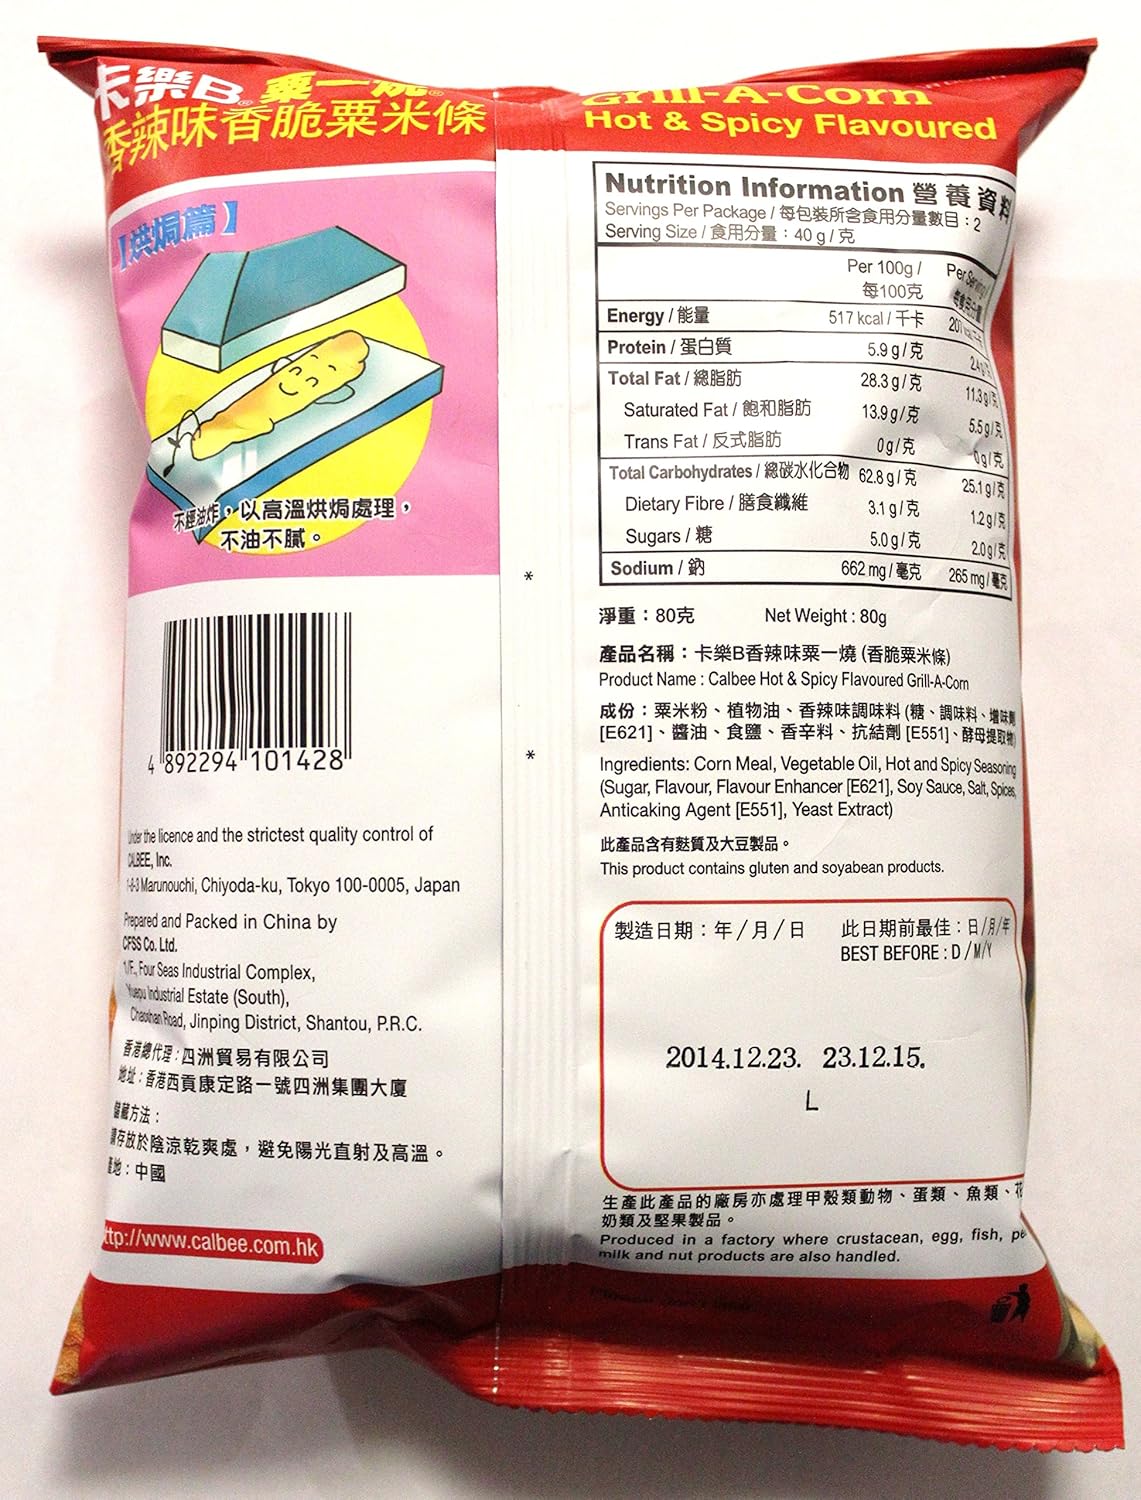 卡樂B® 粟一燒®
香辣味香脆粟米條
【烘焗篇】
不經油炸，以高溫烘焗處理，
不油不膩。
4 892294 101428
Under the licence and the strictest quality control of
CALBEE, Inc.
1-8-3 Marunouchi, Chiyoda-ku, Tokyo 100-0005, Japan
Prepared and Packed in China by
CFSS Co. Ltd.
1/F., Four Seas Industrial Complex,
Yuepu Industrial Estate (South),
Chaoshan Road, Jinping District, Shantou, P.R.C.
香港總代理：四洲貿易有限公司
地址：香港西貢康定路一號四洲集團大廈
儲藏方法：
請存放於陰涼乾爽處，避免陽光直射及高溫。
產地：中國
http://www.calbee.com.hk
*
*
Grill-A-Corn
Hot & Spicy Flavoured
Nutrition Information 營養資料
Servings Per Package / 每包裝所含食用分量數目：2
Serving Size / 食用分量：40 g / 克
Per 100g / Per Serving /
每100克 每食用分量
Energy / 能量 517 kcal / 千卡 207 kcal / 千卡
Protein / 蛋白質 5.9 g / 克 2.4 g / 克
Total Fat / 總脂肪 28.3 g / 克 11.3 g / 克
Saturated Fat / 飽和脂肪 13.9 g / 克 5.5 g / 克
Trans Fat / 反式脂肪 0 g / 克 0 g / 克
Total Carbohydrates / 總碳水化合物 62.8 g / 克 25.1 g / 克
Dietary Fibre / 膳食纖維 3.1 g / 克 1.2 g / 克
Sugars / 糖 5.0 g / 克 2.0 g / 克
Sodium / 鈉 662 mg / 毫克 265 mg / 毫克
淨重：80克 Net Weight : 80g
產品名稱：卡樂B香辣味粟一燒 (香脆粟米條)
Product Name : Calbee Hot & Spicy Flavoured Grill-A-Corn
成份：粟米粉、植物油、香辣味調味料 (糖、調味料、增味劑
[E621]、醬油、食鹽、香辛料、抗結劑 [E551]、酵母提取物)
Ingredients: Corn Meal, Vegetable Oil, Hot and Spicy Seasoning
(Sugar, Flavour, Flavour Enhancer [E621], Soy Sauce, Salt, Spices,
Anticaking Agent [E551], Yeast Extract)
此產品含有麩質及大豆製品。
This product contains gluten and soyabean products.
製造日期：年／月／日 此日期前最佳：日／月／年
BEST BEFORE : D / M / Y
2014.12.23. 23.12.15.
L
生產此產品的廠房亦處理甲殼類動物、蛋類、魚類、花
奶類及堅果製品。
Produced in a factory where crustacean, egg, fish, pe
milk and nut products are also handled.